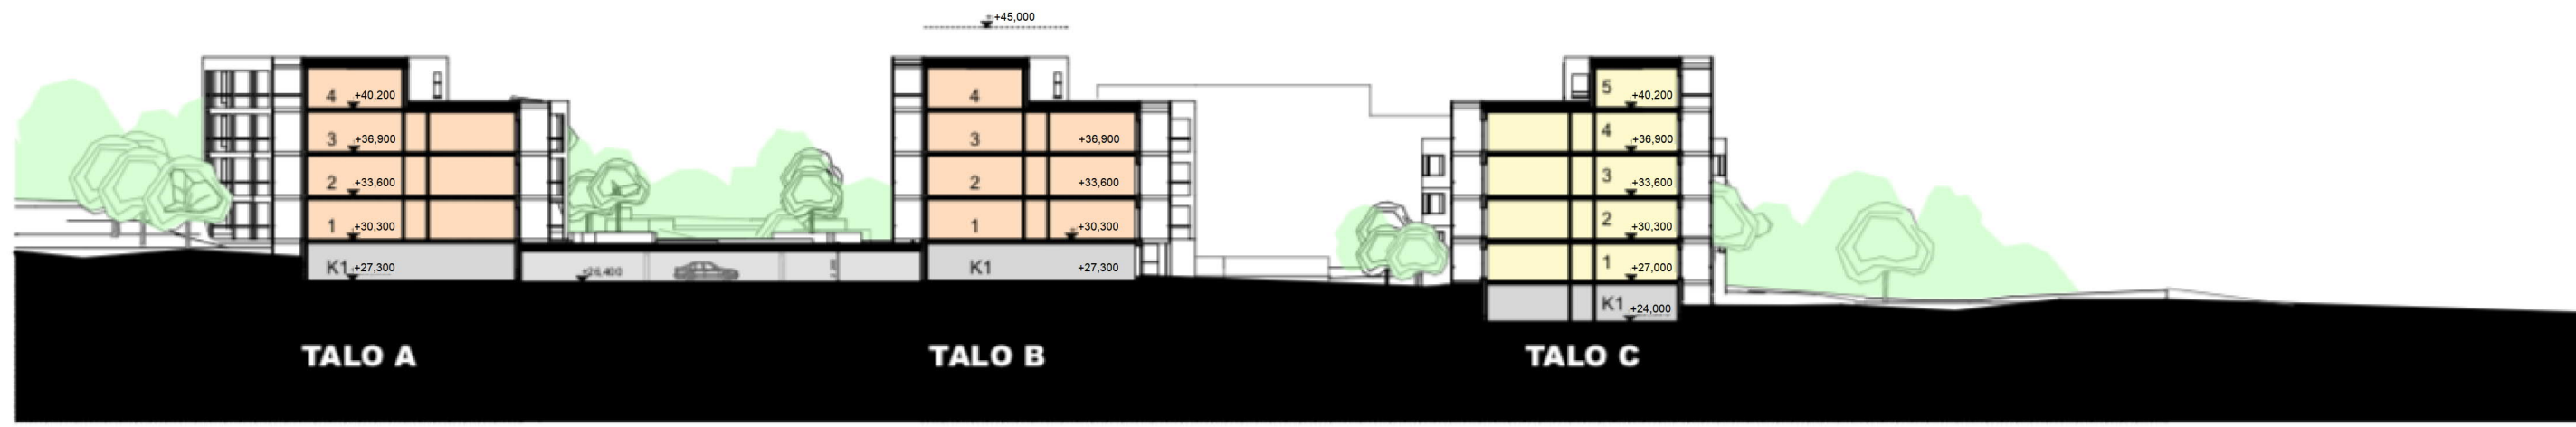 +45,000
4 +40,200
3 +36,900
2 +33,600
1 +30,300
K1 +27,300
+26,400
4
3 +36,900
2 +33,600
1 +30,300
K1 +27,300
5 +40,200
4 +36,900
3 +33,600
2 +30,300
1 +27,000
K1 +24,000
TALO A
TALO B
TALO C